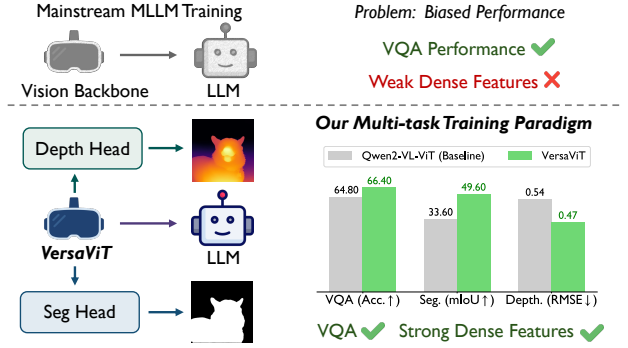 Mainstream MLLM Training
Problem: Biased Performance
VQA Performance
Weak Dense Features
Vision Backbone
LLM
Our Multi-task Training Paradigm
Depth Head
Qwen2-VL-ViT (Baseline)
VersaViT
64.80
66.40
33.60
49.60
0.54
0.47
VersaViT
LLM
Seg Head
VQA (Acc.↑)
Seg. (mIoU↑)
Depth. (RMSE↓)
VQA
Strong Dense Features